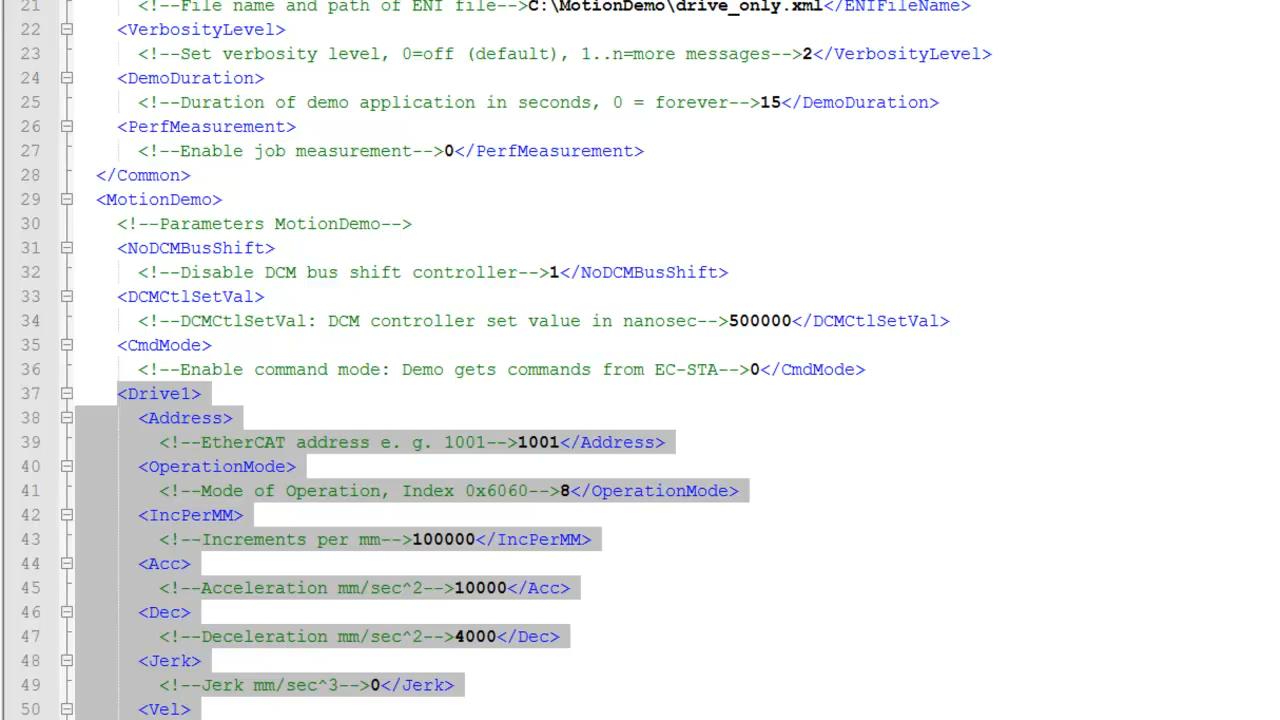 21 <!--File name and path of ENI file-->C:\MotionDemo\drive_only.xml</ENIFileName>
22 <VerbosityLevel>
23 <!--Set verbosity level, 0=off (default), 1..n=more messages-->2</VerbosityLevel>
24 <DemoDuration>
25 <!--Duration of demo application in seconds, 0 = forever-->15</DemoDuration>
26 <PerfMeasurement>
27 <!--Enable job measurement-->0</PerfMeasurement>
28 </Common>
29 <MotionDemo>
30 <!--Parameters MotionDemo-->
31 <NoDCMBusShift>
32 <!--Disable DCM bus shift controller-->1</NoDCMBusShift>
33 <DCMCtlSetVal>
34 <!--DCMCtlSetVal: DCM controller set value in nanosec-->500000</DCMCtlSetVal>
35 <CmdMode>
36 <!--Enable command mode: Demo gets commands from EC-STA-->0</CmdMode>
37 <Drive1>
38 <Address>
39 <!--EtherCAT address e. g. 1001-->1001</Address>
40 <OperationMode>
41 <!--Mode of Operation, Index 0x6060-->8</OperationMode>
42 <IncPerMM>
43 <!--Increments per mm-->100000</IncPerMM>
44 <Acc>
45 <!--Acceleration mm/sec^2-->10000</Acc>
46 <Dec>
47 <!--Deceleration mm/sec^2-->4000</Dec>
48 <Jerk>
49 <!--Jerk mm/sec^3-->0</Jerk>
50 <Vel>